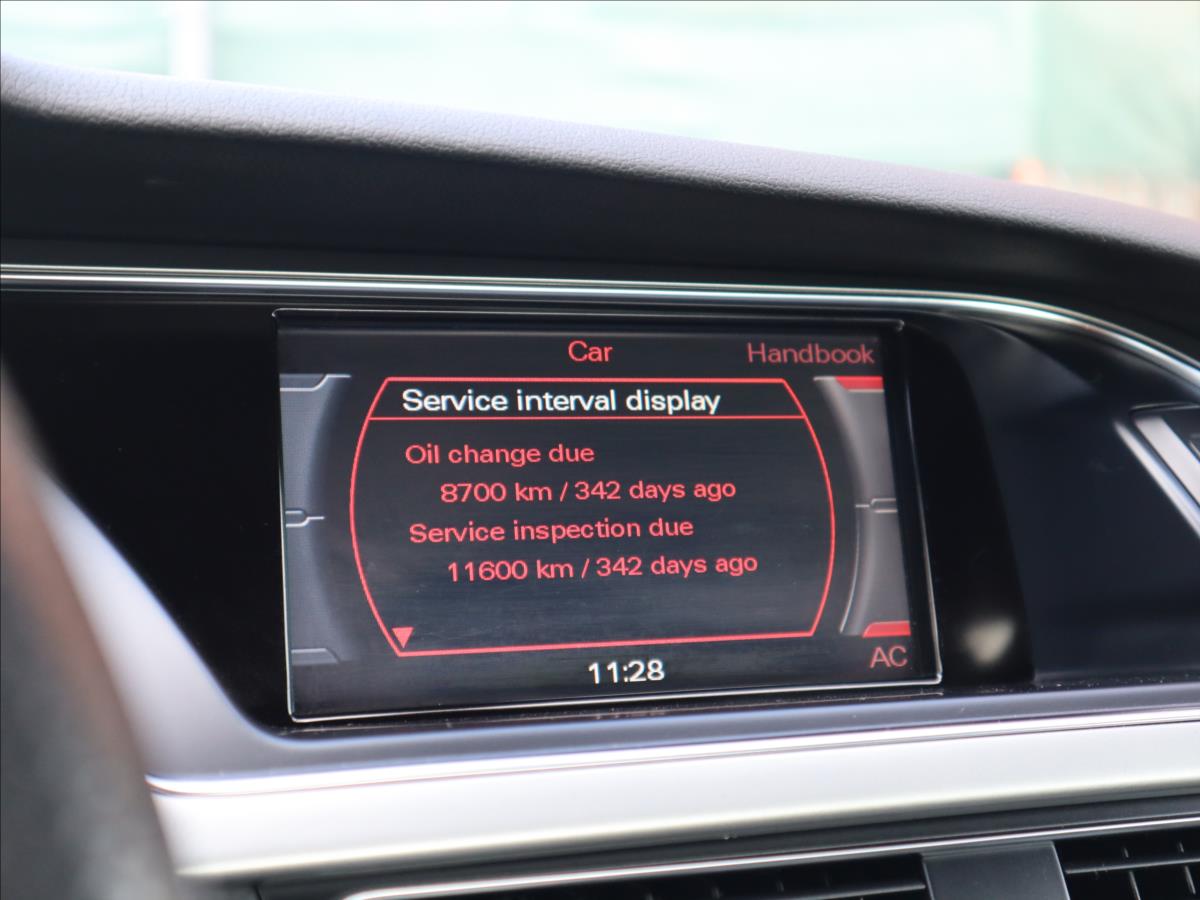 Car
Handbook
Service interval display
Oil change due
8700 km / 342 days ago
Service inspection due
11600 km / 342 days ago
11:28
AC